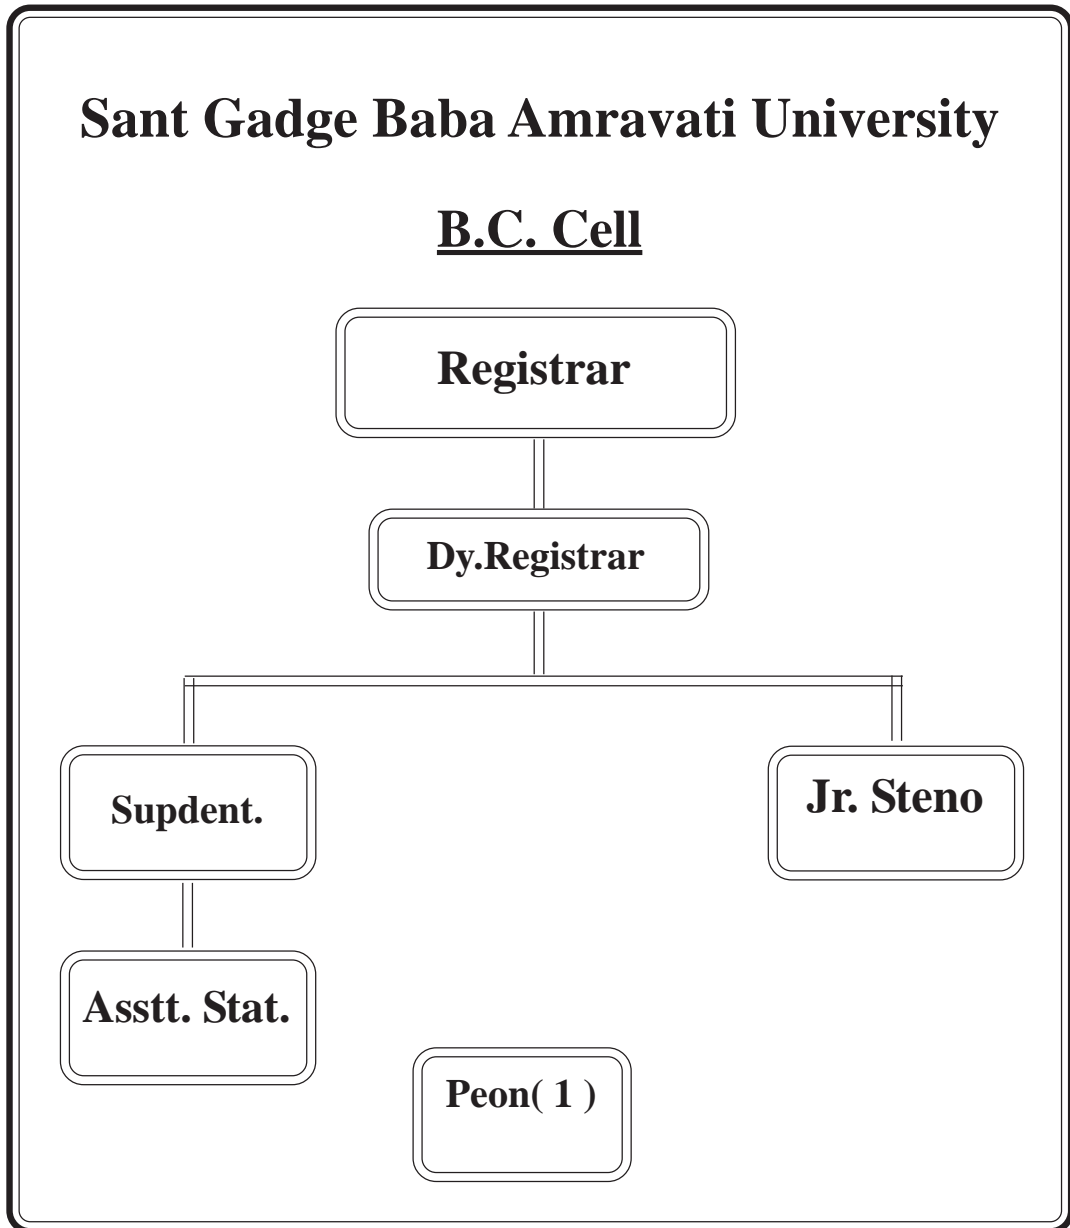 Sant Gadge Baba Amravati University
B.C. Cell
Registrar
Dy.Registrar
Supdent.
Jr. Steno
Asstt. Stat.
Peon( 1 )